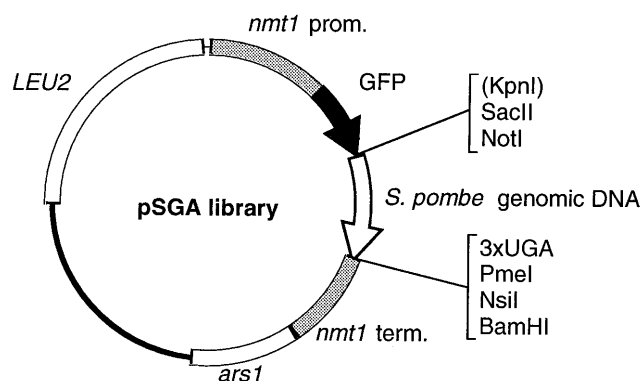 nmt1 prom.
LEU2
GFP
(KpnI)
SacII
NotI
pSGA library
S. pombe genomic DNA
3xUGA
PmeI
NsiI
BamHI
nmt1 term.
ars1